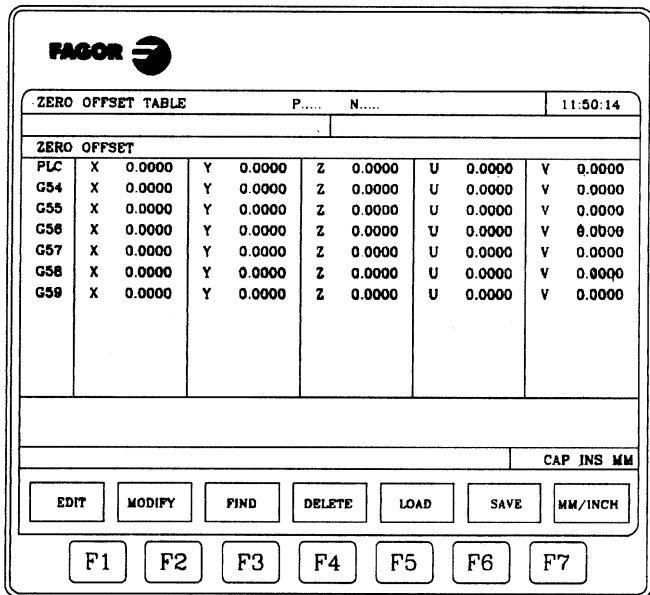 FAGOR
ZERO OFFSET TABLE P..... N..... 11:50:14
ZERO OFFSET
PLC X 0.0000 Y 0.0000 Z 0.0000 U 0.0000 V 0.0000
G54 X 0.0000 Y 0.0000 Z 0.0000 U 0.0000 V 0.0000
G55 X 0.0000 Y 0.0000 Z 0.0000 U 0.0000 V 0.0000
G56 X 0.0000 Y 0.0000 Z 0.0000 U 0.0000 V 0.0000
G57 X 0.0000 Y 0.0000 Z 0.0000 U 0.0000 V 0.0000
G58 X 0.0000 Y 0.0000 Z 0.0000 U 0.0000 V 0.0000
G59 X 0.0000 Y 0.0000 Z 0.0000 U 0.0000 V 0.0000
CAP INS MM
EDIT MODIFY FIND DELETE LOAD SAVE MM/INCH
F1 F2 F3 F4 F5 F6 F7